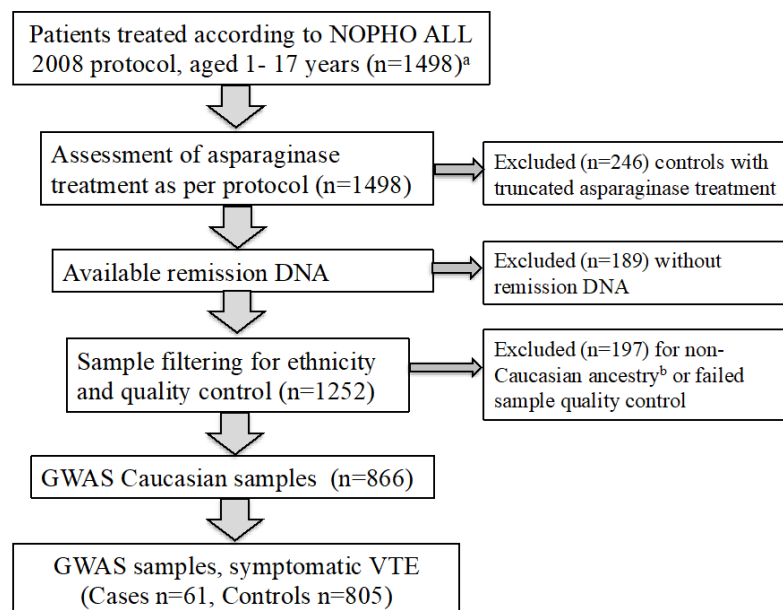 Patients treated according to NOPHO ALL
2008 protocol, aged 1- 17 years (n=1498)ᵃ
Assessment of asparaginase
treatment as per protocol (n=1498)
Excluded (n=246) controls with
truncated asparaginase treatment
Available remission DNA
Excluded (n=189) without
remission DNA
Sample filtering for ethnicity
and quality control (n=1252)
Excluded (n=197) for non-
Caucasian ancestryᵇ or failed
sample quality control
GWAS Caucasian samples (n=866)
GWAS samples, symptomatic VTE
(Cases n=61, Controls n=805)